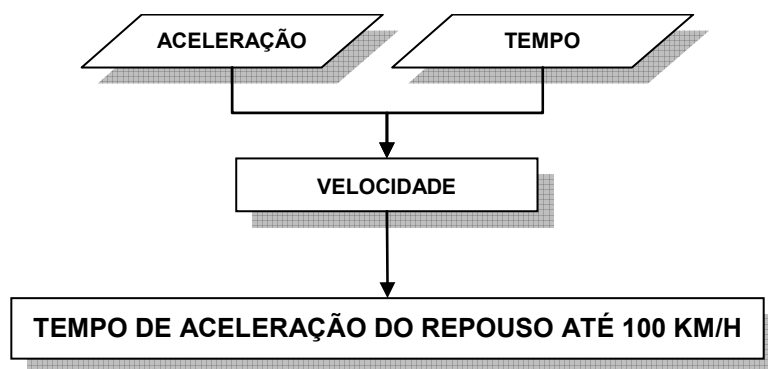 ACELERAÇÃO
TEMPO
VELOCIDADE
TEMPO DE ACELERAÇÃO DO REPOUSO ATÉ 100 KM/H